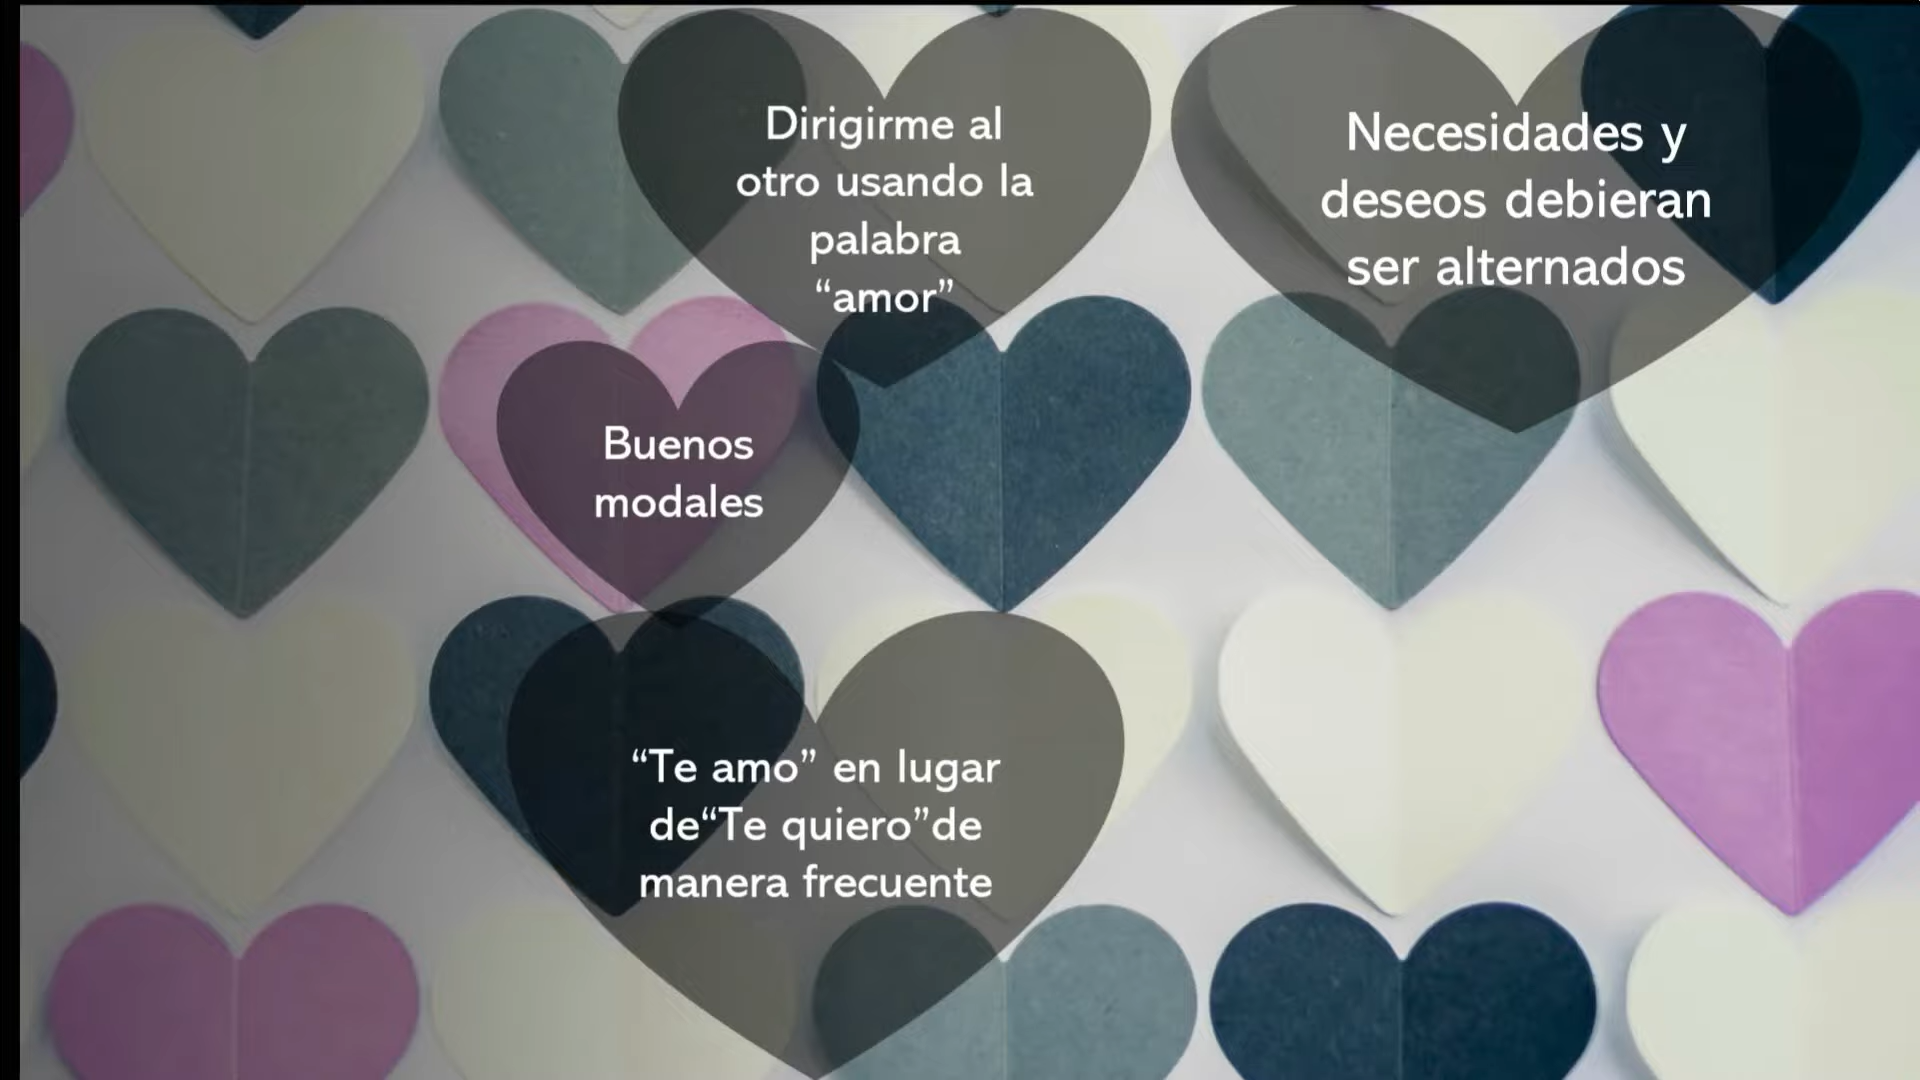 Dirigirme al
otro usando la
palabra
“amor”
Necesidades y
deseos debieran
ser alternados
Buenos
modales
“Te amo” en lugar
de“Te quiero”de
manera frecuente